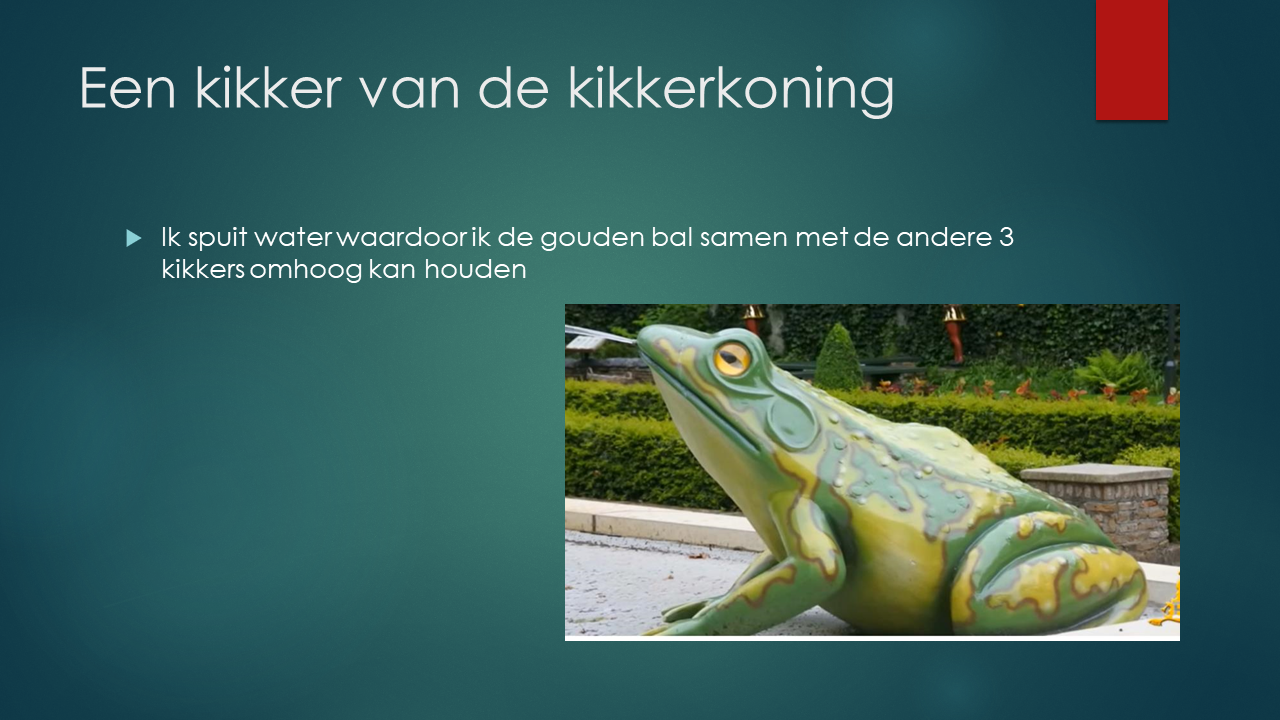 Een kikker van de kikkerkoning
Ik spuit water waardoor ik de gouden bal samen met de andere 3
kikkers omhoog kan houden